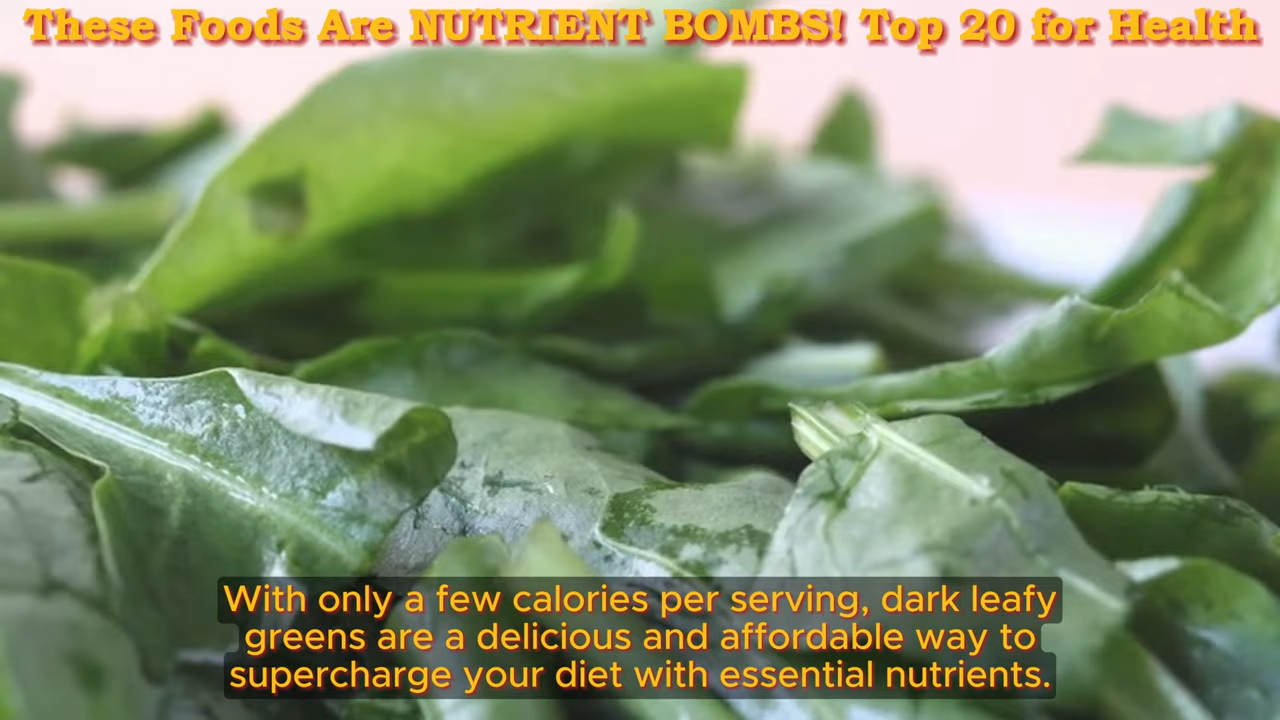 These Foods Are NUTRIENT BOMBS! Top 20 for Health
With only a few calories per serving, dark leafy
greens are a delicious and affordable way to
supercharge your diet with essential nutrients.